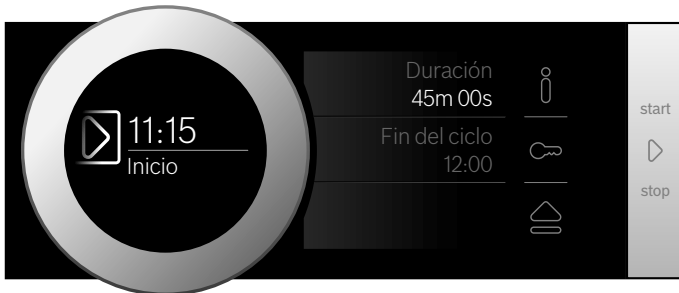 11:15
Inicio
Duración
45m 00s
Fin del ciclo
12:00
start
stop